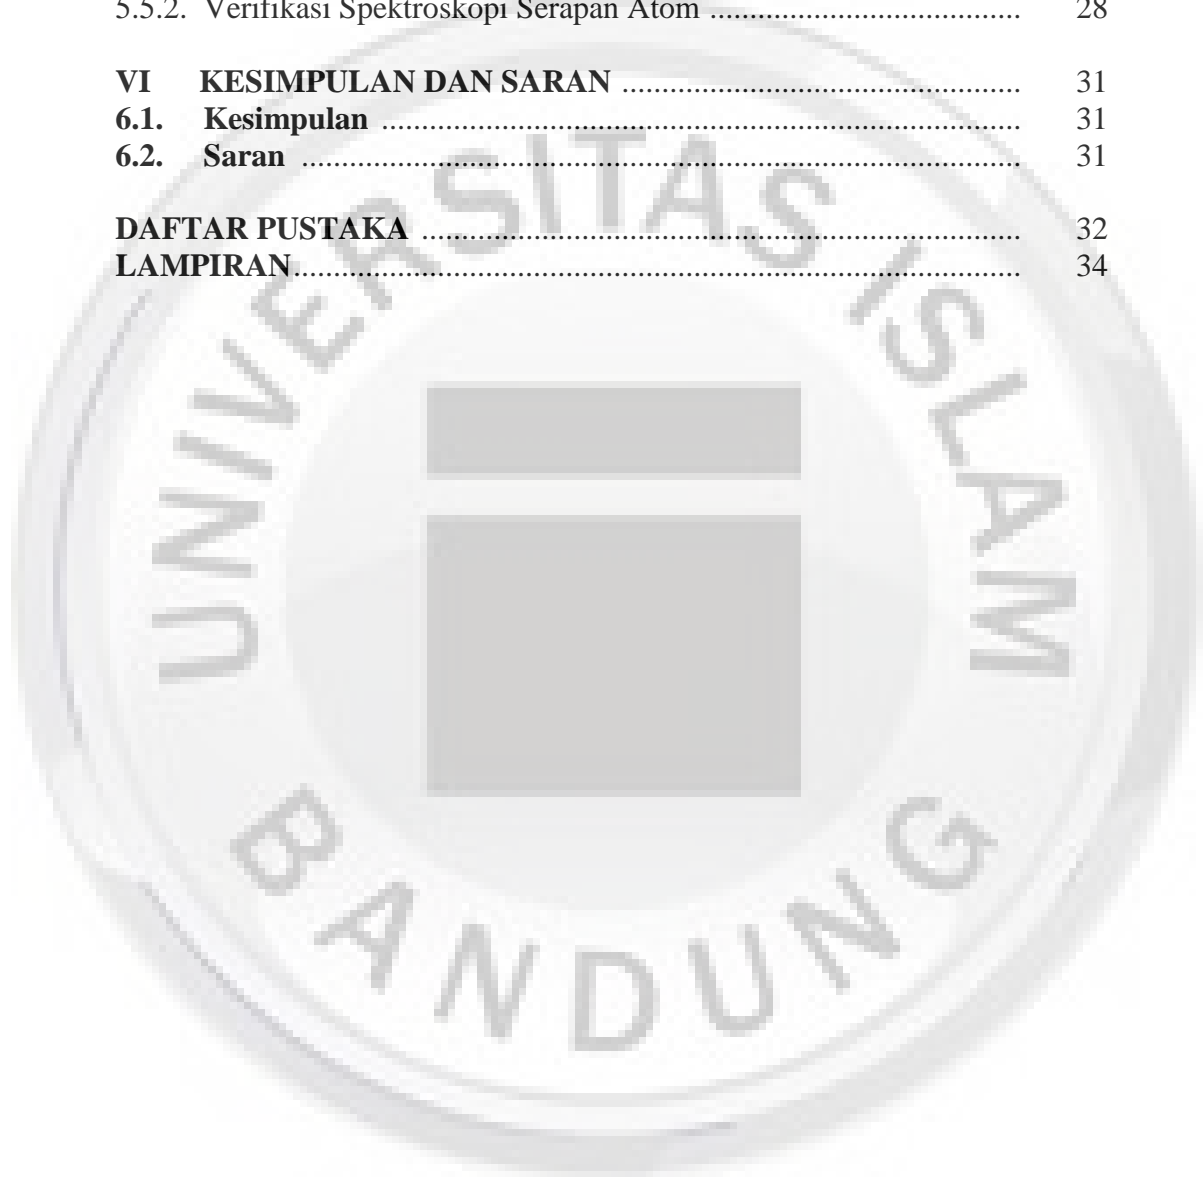 5.5.2. Verifikasi Spektroskopi Serapan Atom ....................................... 28
VI KESIMPULAN DAN SARAN .................................................. 31
6.1. Kesimpulan ................................................................................ 31
6.2. Saran .......................................................................................... 31
DAFTAR PUSTAKA ........................................................................... 32
LAMPIRAN........................................................................................... 34
UNIVERSITAS ISLAM
BANDUNG